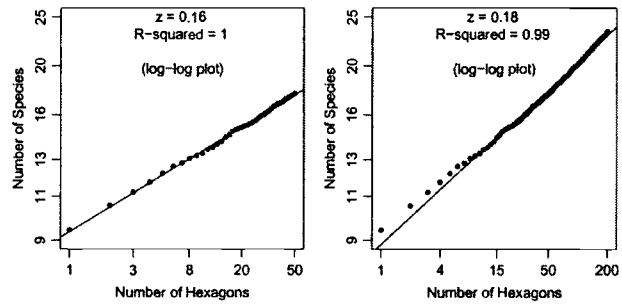 z = 0.16
R-squared = 1
(log-log plot)
25
20
16
13
11
9
Number of Species
1 3 8 20 50
Number of Hexagons
z = 0.18
R-squared = 0.99
(log-log plot)
25
20
16
13
11
9
Number of Species
1 4 15 50 200
Number of Hexagons